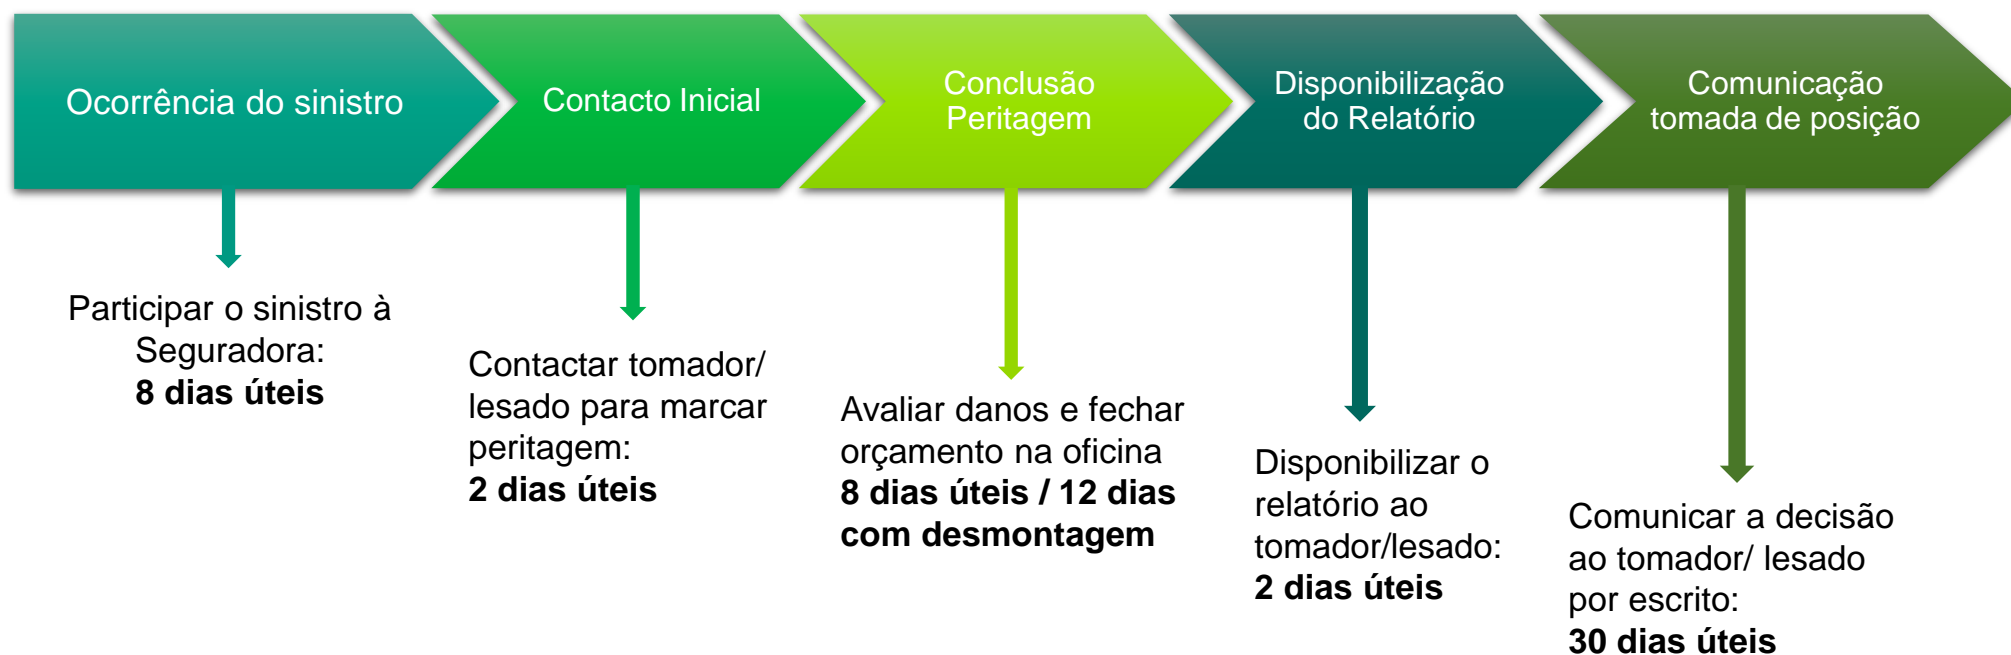 Ocorrência do sinistro
Contacto Inicial
Conclusão
Peritagem
Disponibilização
do Relatório
Comunicação
tomada de posição
Participar o sinistro à
Seguradora:
8 dias úteis
Contactar tomador/
lesado para marcar
peritagem:
2 dias úteis
Avaliar danos e fechar
orçamento na oficina
8 dias úteis / 12 dias
com desmontagem
Disponibilizar o
relatório ao
tomador/lesado:
2 dias úteis
Comunicar a decisão
ao tomador/ lesado
por escrito:
30 dias úteis